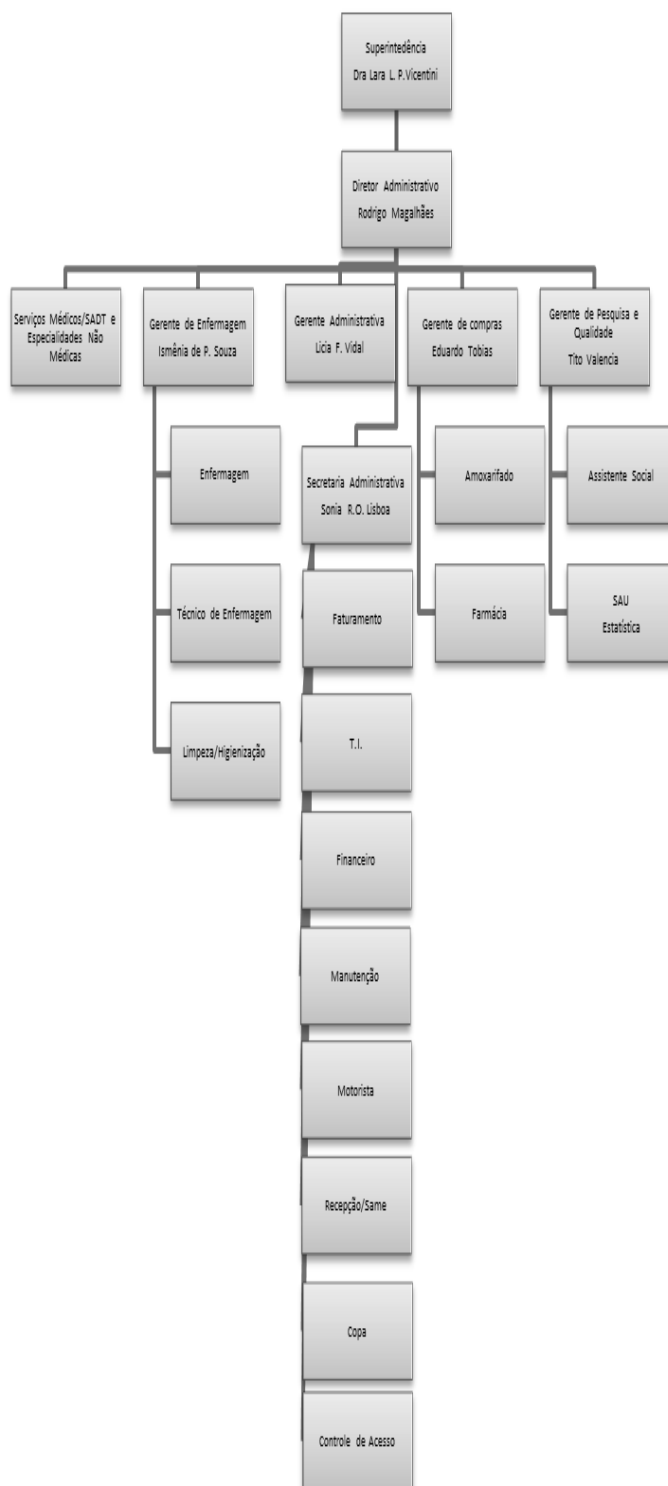 Superintedência
Dra Lara L. P.Vicentini
Diretor Administrativo
Rodrigo Magalhães
Serviços Médicos/SADT e
Especialidades Não
Médicas
Gerente de Enfermagem
Ismênia de P. Souza
Gerente Administrativa
Licia F. Vidal
Gerente de compras
Eduardo Tobias
Gerente de Pesquisa e
Qualidade
Tito Valencia
Enfermagem
Técnico de Enfermagem
Limpeza/Higienização
Secretaria Administrativa
Sonia R.O. Lisboa
Faturamento
T.I.
Financeiro
Manutenção
Motorista
Recepção/Same
Copa
Controle de Acesso
Amoxarifado
Farmácia
Assistente Social
SAU
Estatística